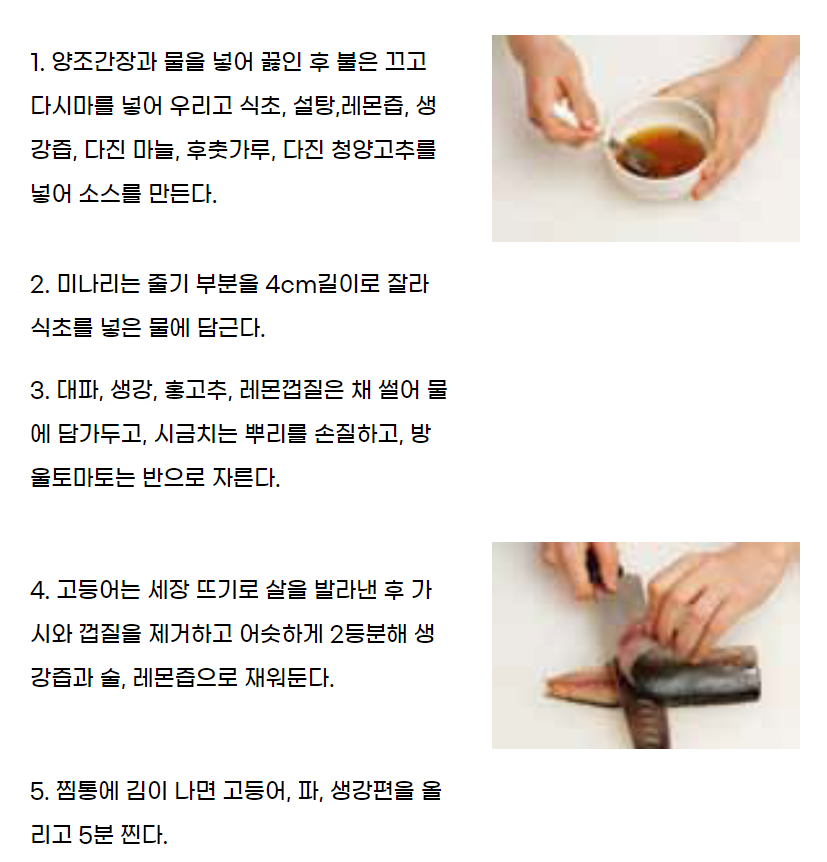 1. 양조간장과 물을 넣어 끓인 후 불은 끄고
다시마를 넣어 우리고 식초, 설탕,레몬즙, 생
강즙, 다진 마늘, 후춧가루, 다진 청양고추를
넣어 소스를 만든다.
2. 미나리는 줄기 부분을 4cm길이로 잘라
식초를 넣은 물에 담근다.
3. 대파, 생강, 홍고추, 레몬껍질은 채 썰어 물
에 담가두고, 시금치는 뿌리를 손질하고, 방
울토마토는 반으로 자른다.
4. 고등어는 세장 뜨기로 살을 발라낸 후 가
시와 껍질을 제거하고 어슷하게 2등분해 생
강즙과 술, 레몬즙으로 재워둔다.
5. 찜통에 김이 나면 고등어, 파, 생강편을 올
리고 5분 찐다.